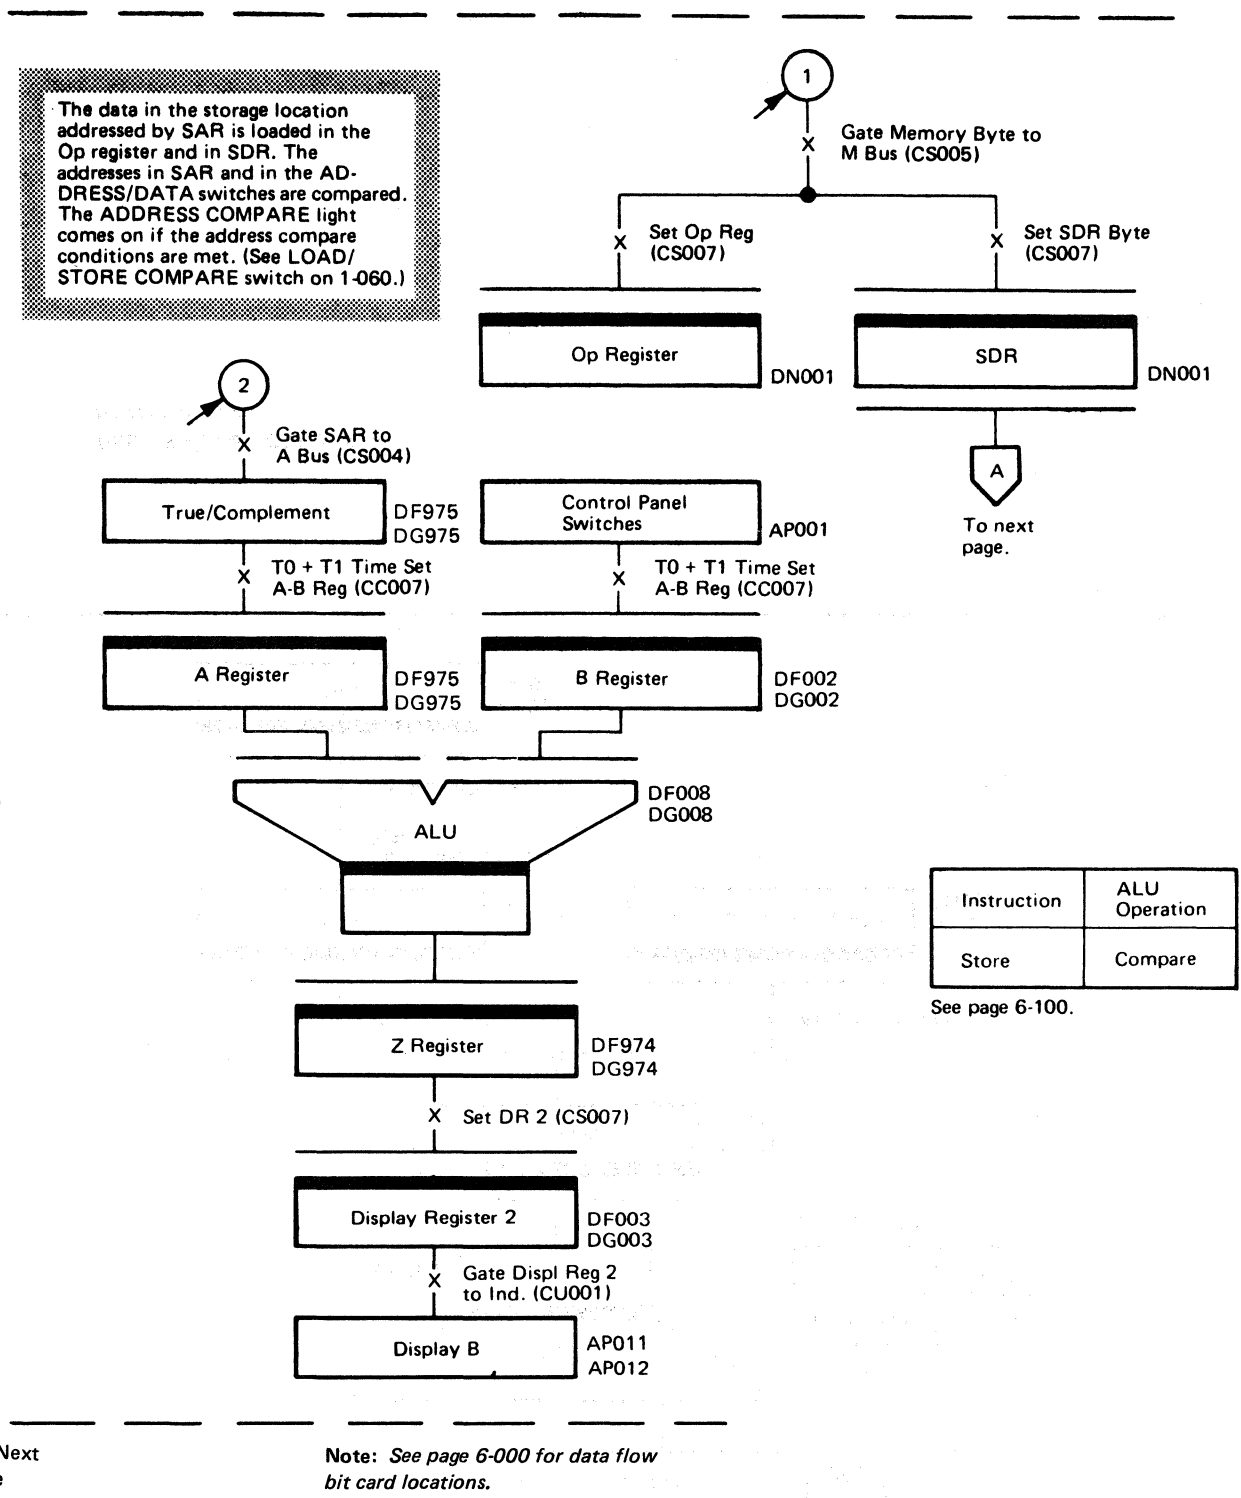 The data in the storage location
addressed by SAR is loaded in the
Op register and in SDR. The
addresses in SAR and in the AD-
DRESS/DATA switches are compared.
The ADDRESS COMPARE light
comes on if the address compare
conditions are met. (See LOAD/
STORE COMPARE switch on 1-060.)
1
X
Gate Memory Byte to
M Bus (CS005)
X
Set Op Reg
(CS007)
X
Set SDR Byte
(CS007)
Op Register
DN001
SDR
DN001
A
To next
page.
2
X
Gate SAR to
A Bus (CS004)
True/Complement
DF975
DG975
Control Panel
Switches
AP001
X
T0 + T1 Time Set
A-B Reg (CC007)
X
T0 + T1 Time Set
A-B Reg (CC007)
A Register
DF975
DG975
B Register
DF002
DG002
ALU
DF008
DG008
Instruction
ALU
Operation
Store
Compare
See page 6-100.
Z Register
DF974
DG974
X
Set DR 2 (CS007)
Display Register 2
DF003
DG003
X
Gate Displ Reg 2
to Ind. (CU001)
Display B
AP011
AP012
Next
Note: See page 6-000 for data flow
bit card locations.